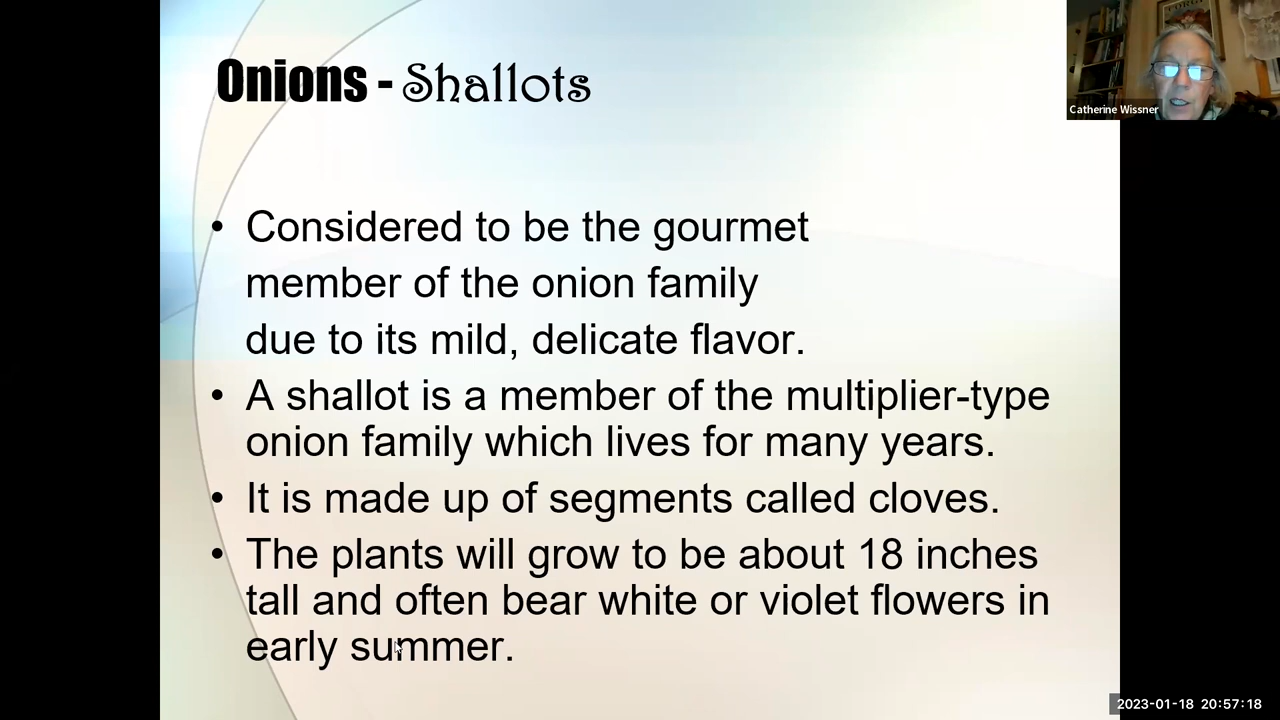 Onions - Shallots
Catherine Wissner
• Considered to be the gourmet
member of the onion family
due to its mild, delicate flavor.
• A shallot is a member of the multiplier-type
onion family which lives for many years.
• It is made up of segments called cloves.
• The plants will grow to be about 18 inches
tall and often bear white or violet flowers in
early summer.
2023-01-18 20:57:18